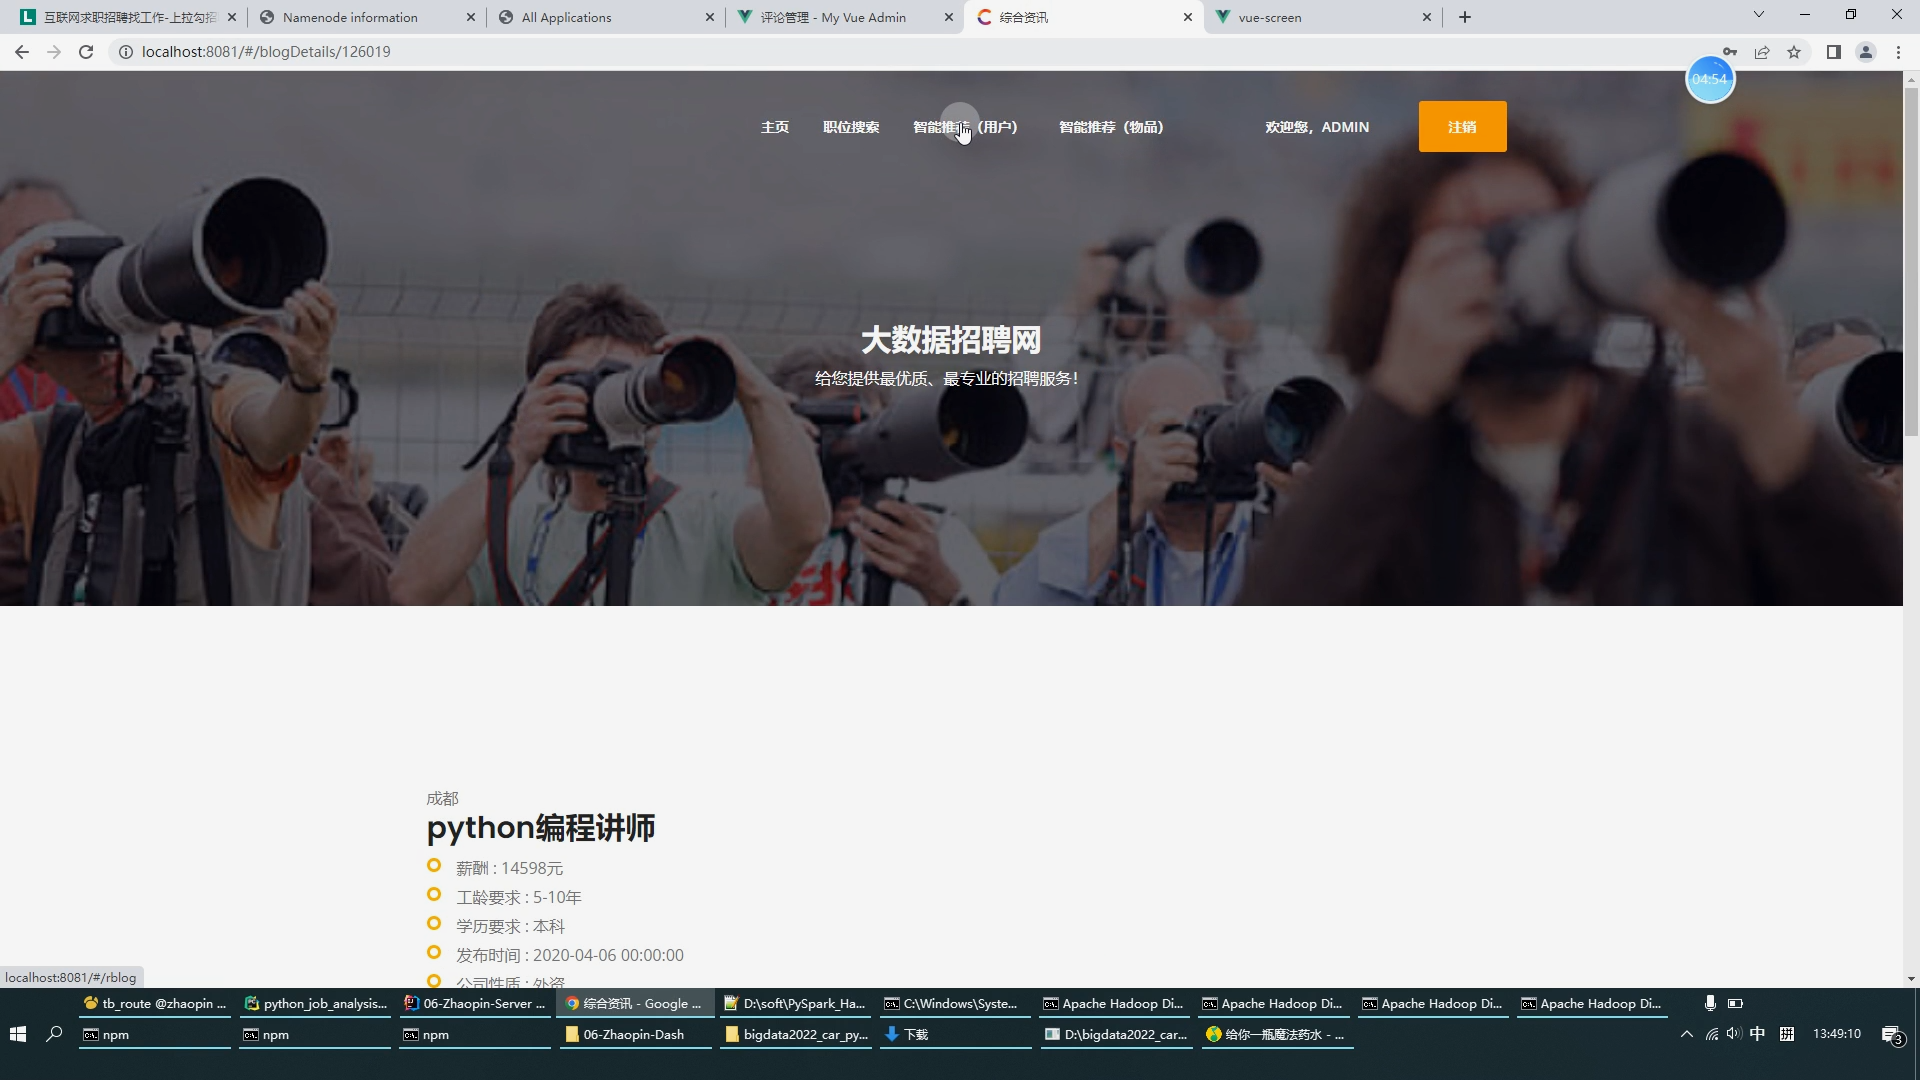 互联网求职招聘找工作-上拉勾招
Namenode information
All Applications
评论管理 - My Vue Admin
综合资讯
vue-screen
localhost:8081/#/blogDetails/126019
04:54
主页
职位搜索
智能推荐（用户）
智能推荐（物品）
欢迎您，ADMIN
注销
大数据招聘网
给您提供最优质、最专业的招聘服务！
成都
python编程讲师
薪酬 : 14598元
工龄要求 : 5-10年
学历要求 : 本科
发布时间 : 2020-04-06 00:00:00
公司性质 : 外资
localhost:8081/#/rblog
tb_route @zhaopin ...
python_job_analysis...
06-Zhaopin-Server ...
综合资讯 - Google ...
D:\soft\PySpark_Ha...
C:\Windows\Syste...
Apache Hadoop Di...
Apache Hadoop Di...
Apache Hadoop Di...
Apache Hadoop Di...
npm
npm
npm
06-Zhaopin-Dash
bigdata2022_car_py...
下载
D:\bigdata2022_car...
给你一瓶魔法药水 - ...
中
拼
13:49:10
3